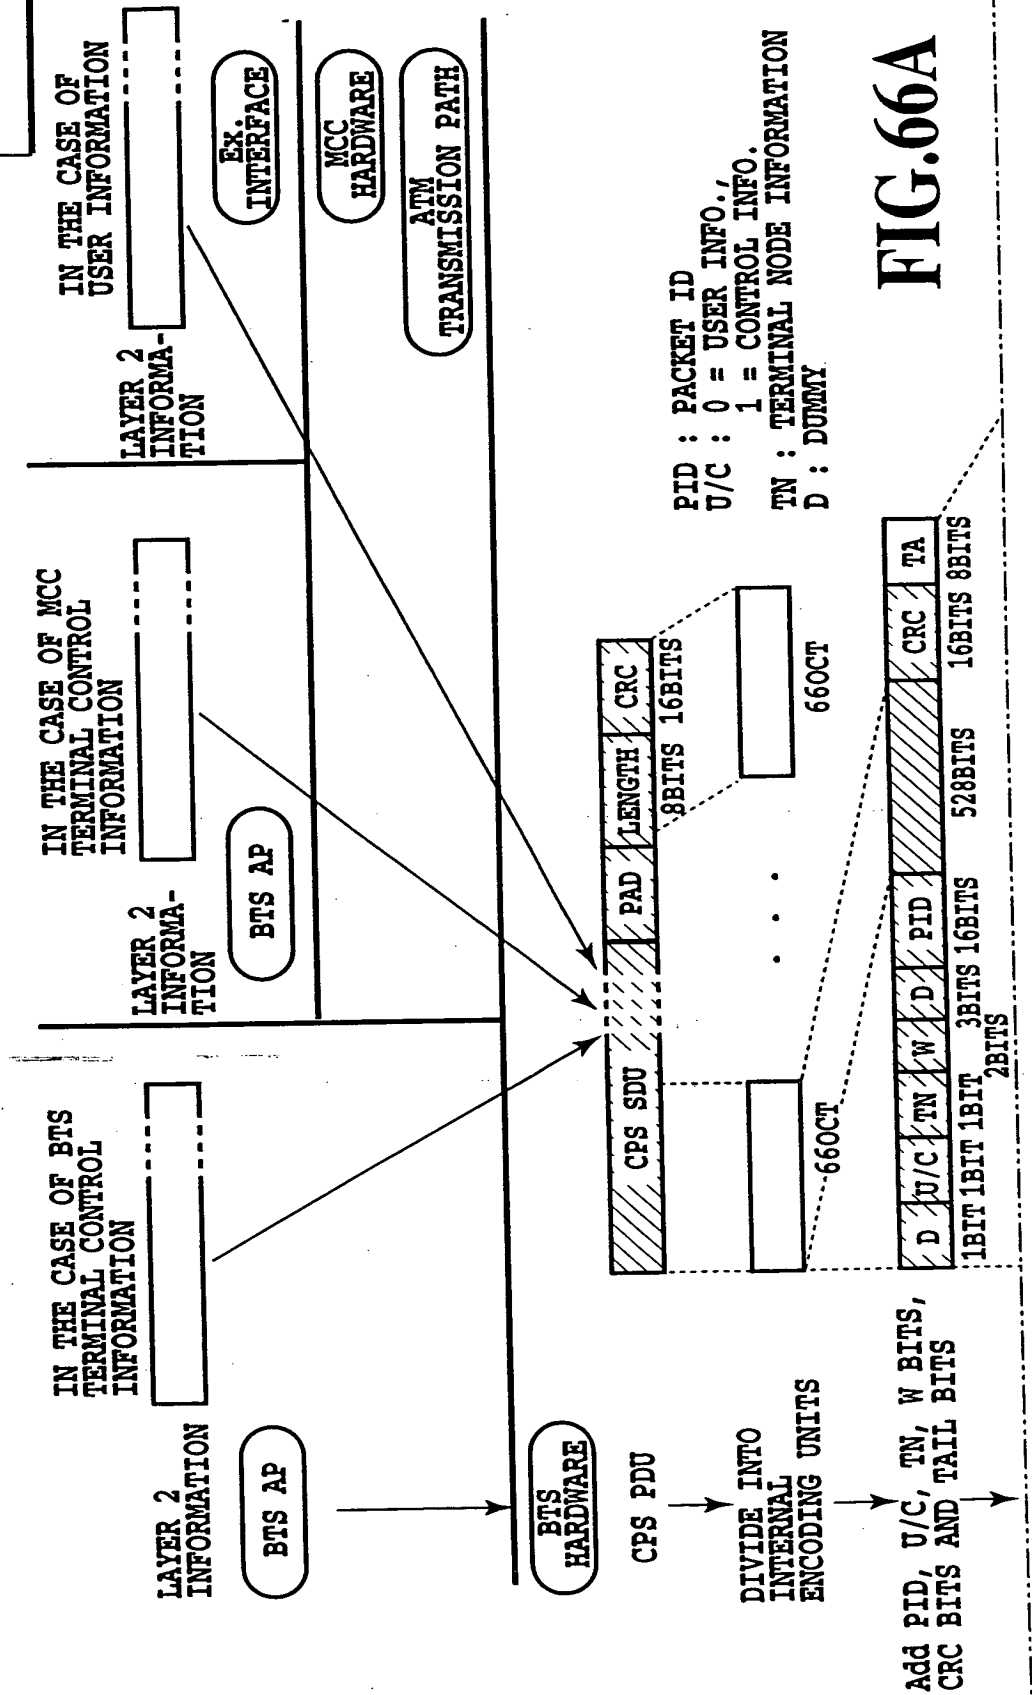 IN THE CASE OF BTS
TERMINAL CONTROL
INFORMATION
LAYER 2
INFORMATION
BTS AP
IN THE CASE OF MCC
TERMINAL CONTROL
INFORMATION
LAYER 2
INFORMA-
TION
BTS AP
IN THE CASE OF
USER INFORMATION
LAYER 2
INFORMA-
TION
Ex.
INTERFACE
MCC
HARDWARE
ATM
TRANSMISSION PATH
BTS
HARDWARE
CPS PDU
CPS SDU PAD LENGTH CRC
8BITS 16BITS
DIVIDE INTO
INTERNAL
ENCODING UNITS
66OCT
66OCT
PID : PACKET ID
U/C : 0 = USER INFO.,
1 = CONTROL INFO.
TN : TERMINAL NODE INFORMATION
D : DUMMY
Add PID, U/C, TN, W BITS,
CRC BITS AND TAIL BITS
D U/C TN W D PID CRC TA
1BIT 1BIT 1BIT 3BITS 16BITS 528BITS 16BITS 8BITS
2BITS
FIG.66A